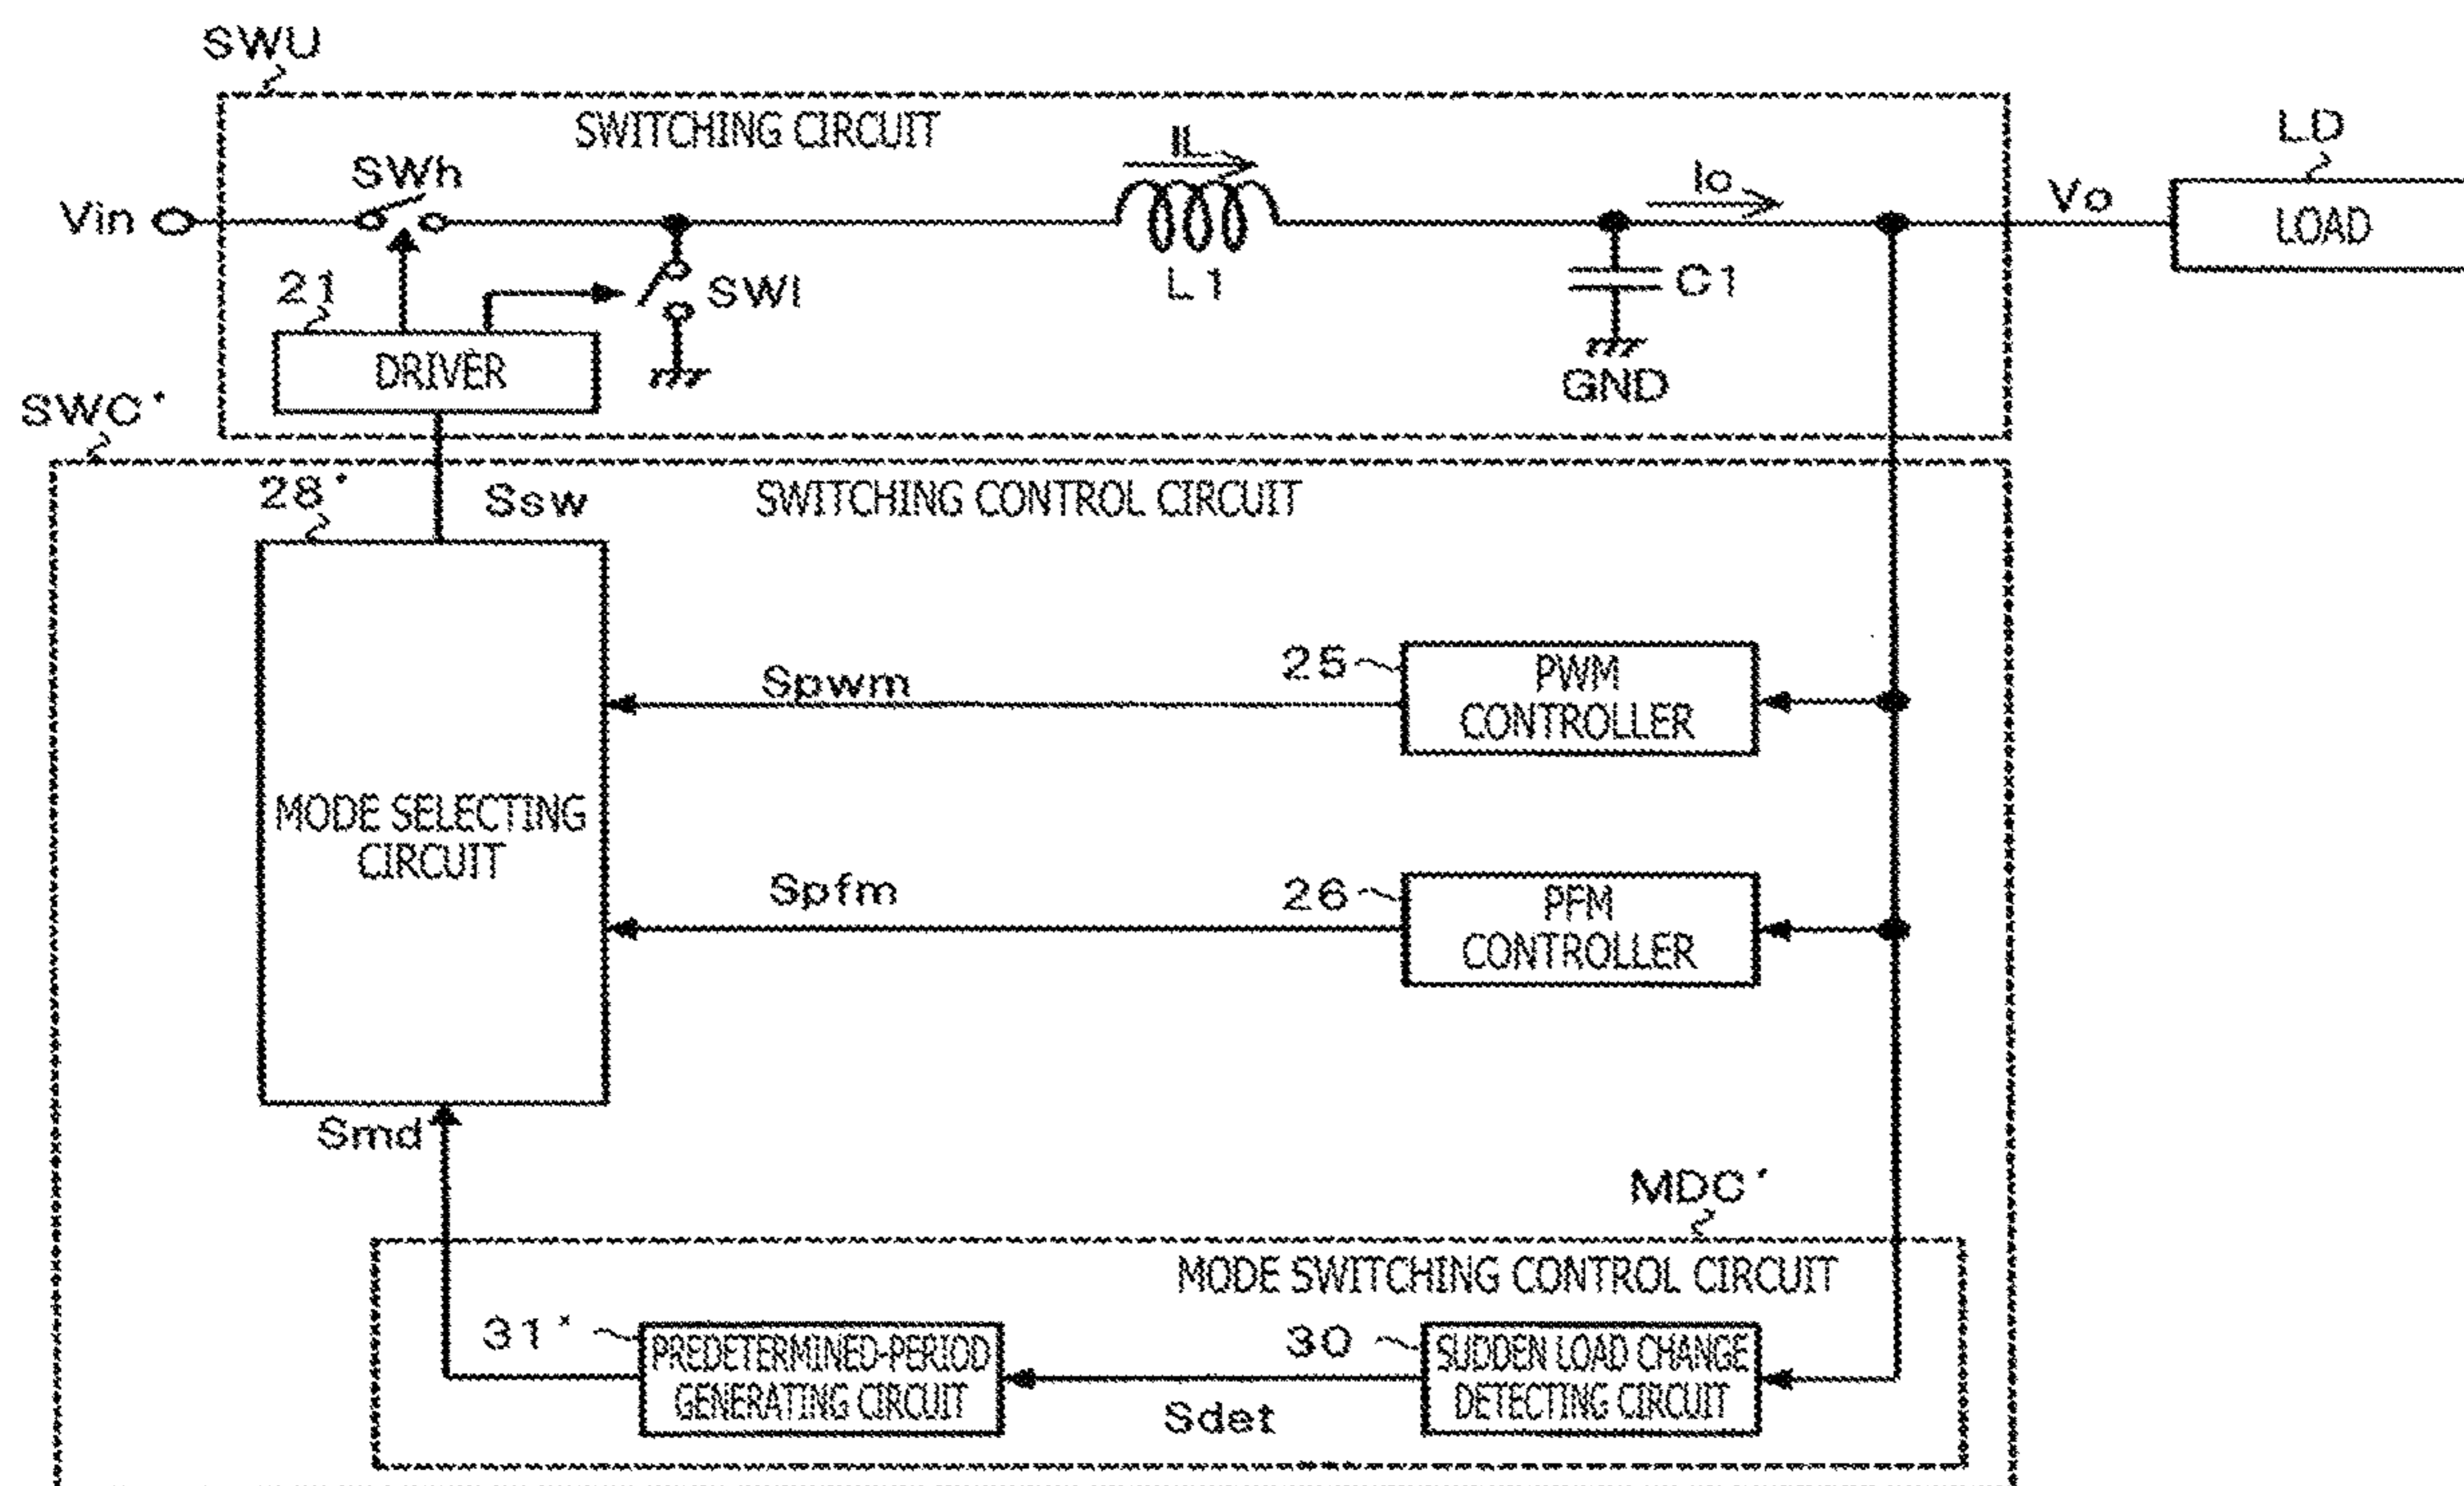 SWU
SWITCHING CIRCUIT
LD
SWh
IL
Io
Vin
Vo
LOAD
21
SWl
L1
C1
DRIVER
GND
SWC'
28'
Ssw
SWITCHING CONTROL CIRCUIT
25
PWM
CONTROLLER
Spwm
MODE SELECTING
CIRCUIT
Spfm
26
PFM
CONTROLLER
Smd
MDC'
MODE SWITCHING CONTROL CIRCUIT
31'
PREDETERMINED-PERIOD
GENERATING CIRCUIT
30
SUDDEN LOAD CHANGE
DETECTING CIRCUIT
Sdet